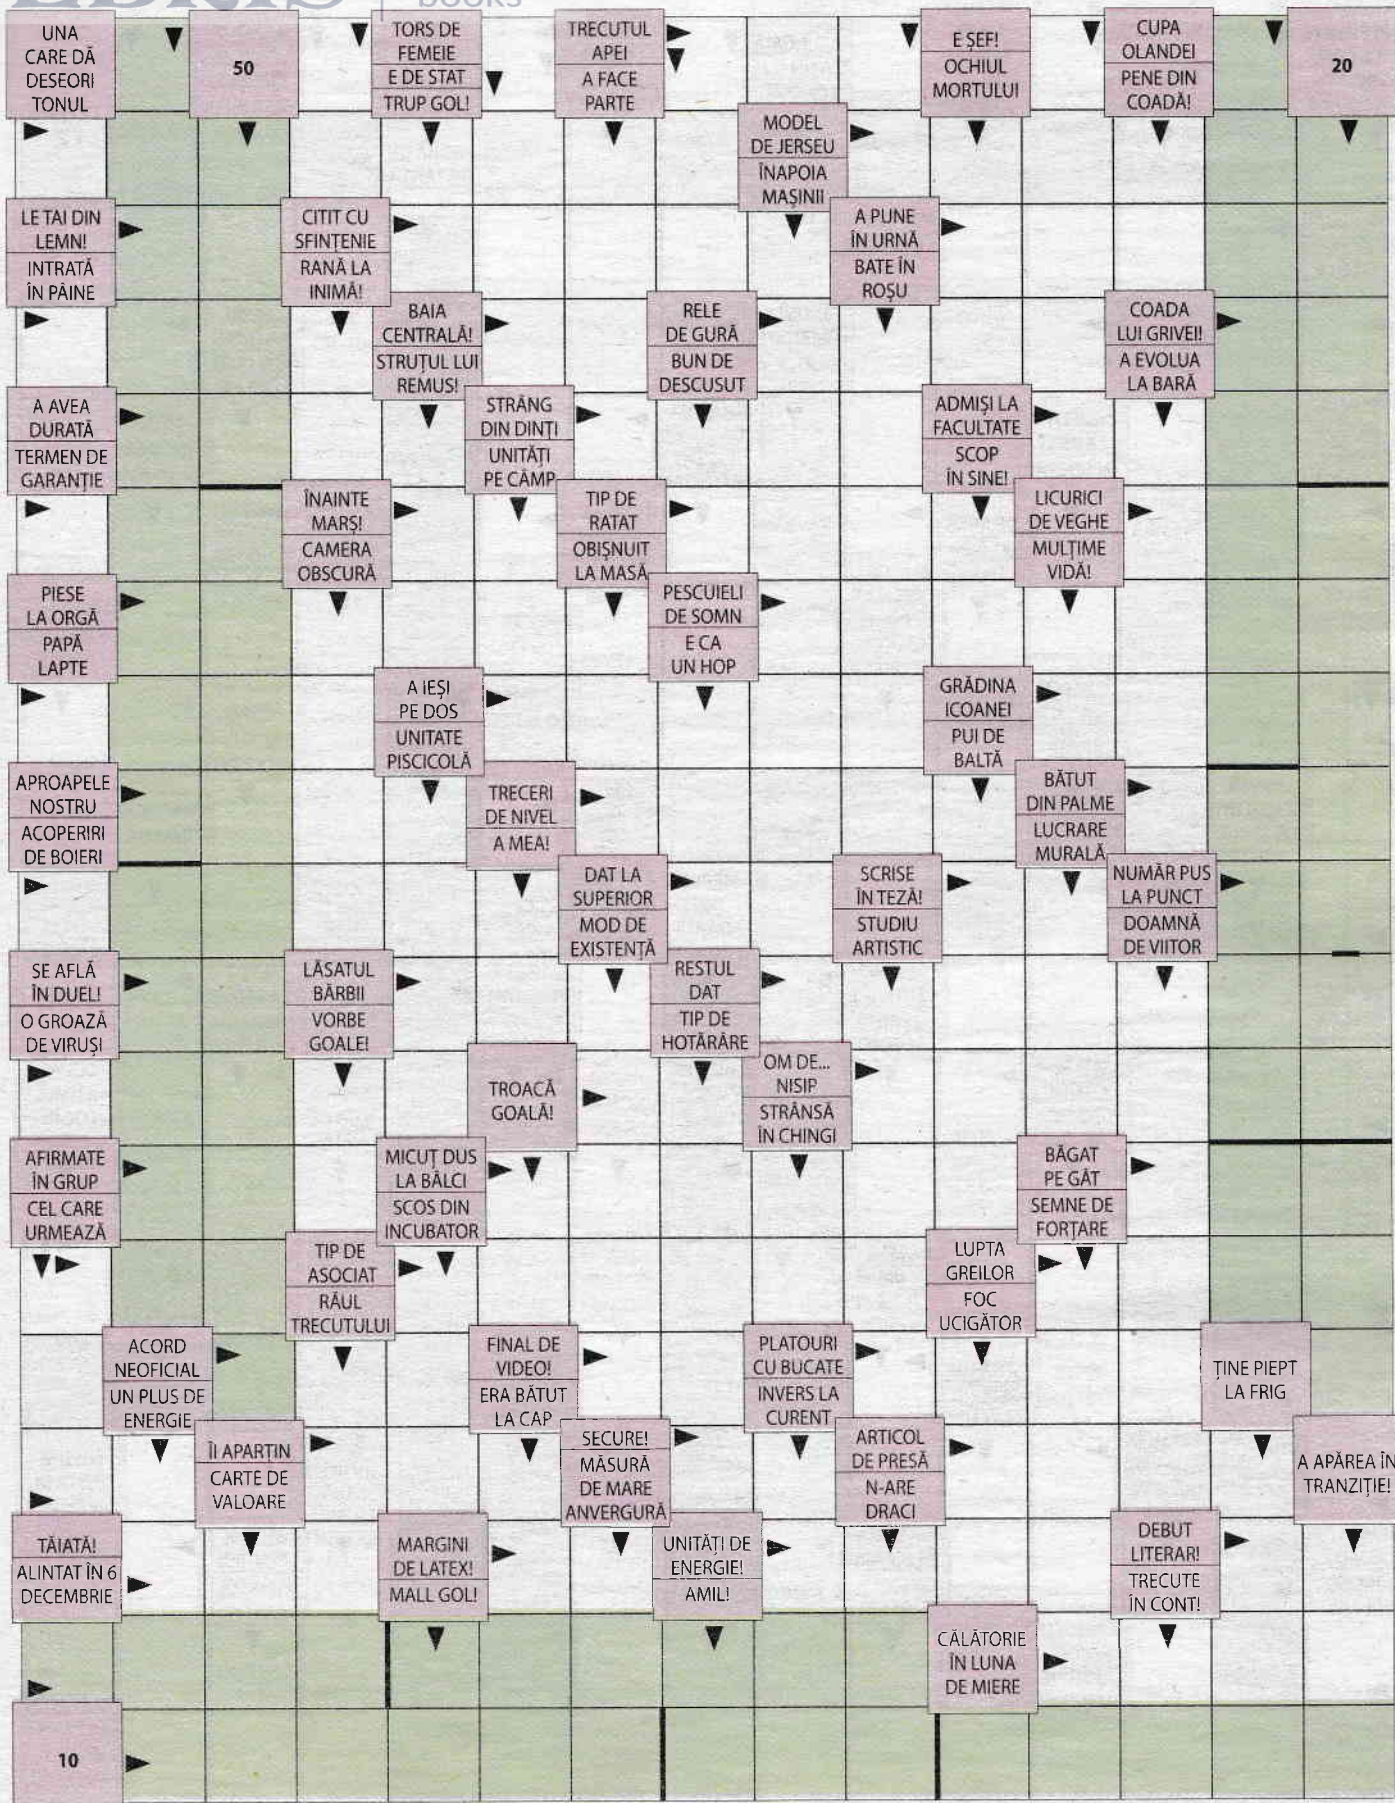 books
UNA
CARE DĂ
DESEORI
TONUL
50
TORS DE
FEMEIE
E DE STAT
TRUP GOL!
TRECUTUL
APEI
A FACE
PARTE
E ȘEF!
OCHIUL
MORTULUI
CUPA
OLANDEI
PENE DIN
COADĂ!
20
MODEL
DE JERSEU
ÎNAPOIA
MAȘINII
LE TAI DIN
LEMN!
INTRATĂ
ÎN PÂINE
CITIT CU
SFINȚENIE
RANĂ LA
INIMĂ!
A PUNE
ÎN URNĂ
BATE ÎN
ROȘU
BAIA
CENTRALĂ!
STRUȚUL LUI
REMUS!
RELE
DE GURĂ
BUN DE
DESCUSUT
COADA
LUI GRIVEI!
A EVOLUA
LA BARĂ
A AVEA
DURATĂ
TERMEN DE
GARANȚIE
STRÂNG
DIN DINȚI
UNITĂȚI
PE CÂMP
ADMIȘI LA
FACULTATE
SCOP
ÎN SINE!
ÎNAINTE
MARȘ!
CAMERA
OBSCURĂ
TIP DE
RATAT
OBIȘNUIT
LA MASĂ
LICURICI
DE VEGHE
MULȚIME
VIDĂ!
PIESE
LA ORGĂ
PAPĂ
LAPTE
PESCUIELI
DE SOMN
E CA
UN HOP
A IEȘI
PE DOS
UNITATE
PISCICOLĂ
GRĂDINA
ICOANEI
PUI DE
BALTĂ
APROAPELE
NOSTRU
ACOPERIRI
DE BOIERI
TRECERI
DE NIVEL
A MEA!
BĂTUT
DIN PALME
LUCRARE
MURALĂ
DAT LA
SUPERIOR
MOD DE
EXISTENȚĂ
SCRISE
ÎN TEZĂ!
STUDIU
ARTISTIC
NUMĂR PUS
LA PUNCT
DOAMNĂ
DE VIITOR
SE AFLĂ
ÎN DUEL!
O GROAZĂ
DE VIRUȘI
LĂSATUL
BĂRBII
VORBE
GOALE!
RESTUL
DAT
TIP DE
HOTĂRÂRE
TROACĂ
GOALĂ!
OM DE...
NISIP
STRÂNSĂ
ÎN CHINGI
AFIRMATE
ÎN GRUP
CEL CARE
URMEAZĂ
MICUȚ DUS
LA BÂLCI
SCOS DIN
INCUBATOR
BĂGAT
PE GÂT
SEMNE DE
FORȚARE
TIP DE
ASOCIAT
RĂUL
TRECUTULUI
LUPTA
GREILOR
FOC
UCIGĂTOR
ACORD
NEOFICIAL
UN PLUS DE
ENERGIE
FINAL DE
VIDEO!
ERA BĂTUT
LA CAP
PLATOURI
CU BUCATE
INVERS LA
CURENT
ȚINE PIEPT
LA FRIG
ÎI APARȚIN
CARTE DE
VALOARE
SECURE!
MĂSURĂ
DE MARE
ANVERGURĂ
ARTICOL
DE PRESĂ
N-ARE
DRACI
A APĂREA ÎN
TRANZIȚIE!
TĂIATĂ!
ALINTAT ÎN 6
DECEMBRIE
MARGINI
DE LATEX!
MALL GOL!
UNITĂȚI DE
ENERGIE!
AMIL!
DEBUT
LITERAR!
TRECUTE
ÎN CONT!
CĂLĂTORIE
ÎN LUNA
DE MIERE
10